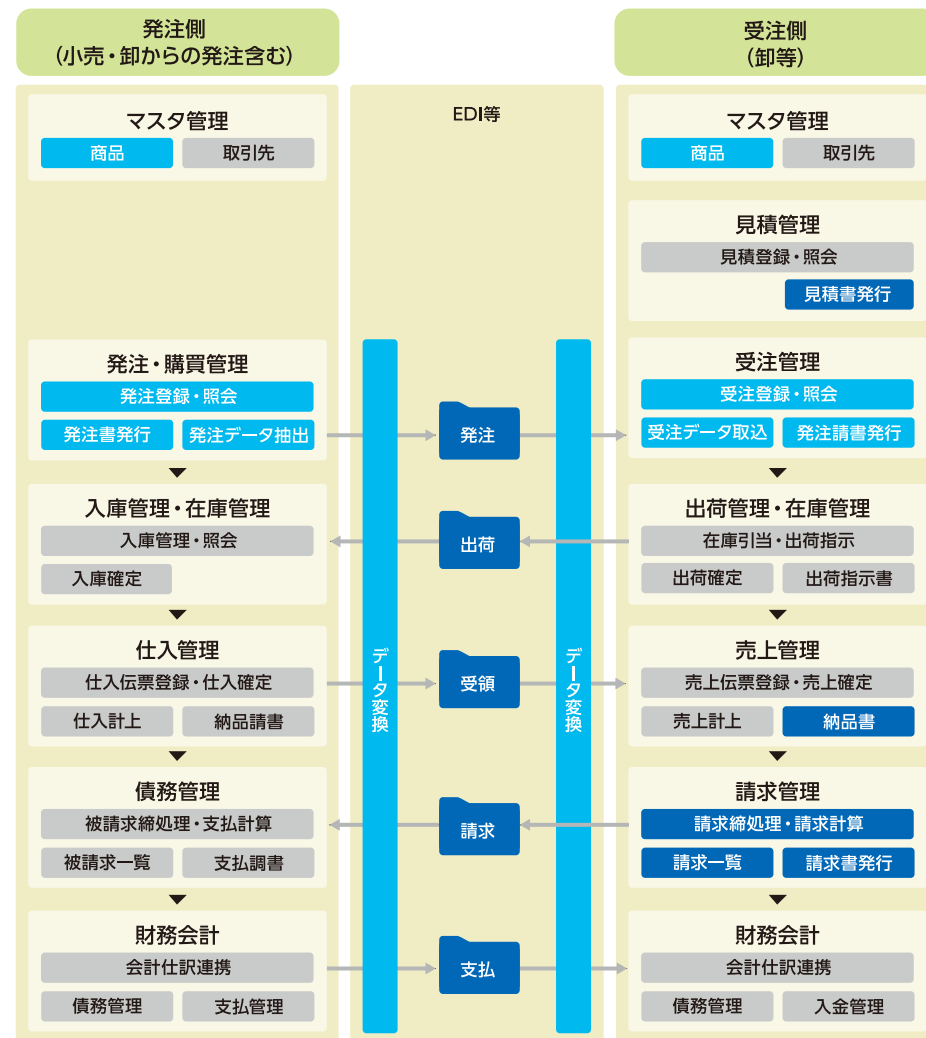 発注側
(小売・卸からの発注含む)
マスタ管理
商品
取引先
発注・購買管理
発注登録・照会
発注書発行
発注データ抽出
入庫管理・在庫管理
入庫管理・照会
入庫確定
仕入管理
仕入伝票登録・仕入確定
仕入計上
納品請書
債務管理
被請求締処理・支払計算
被請求一覧
支払調書
財務会計
会計仕訳連携
債務管理
支払管理
EDI等
データ変換
発注
出荷
受領
請求
支払
データ変換
受注側
(卸等)
マスタ管理
商品
取引先
見積管理
見積登録・照会
見積書発行
受注管理
受注登録・照会
受注データ取込
発注請書発行
出荷管理・在庫管理
在庫引当・出荷指示
出荷確定
出荷指示書
売上管理
売上伝票登録・売上確定
売上計上
納品書
請求管理
請求締処理・請求計算
請求一覧
請求書発行
財務会計
会計仕訳連携
債務管理
入金管理